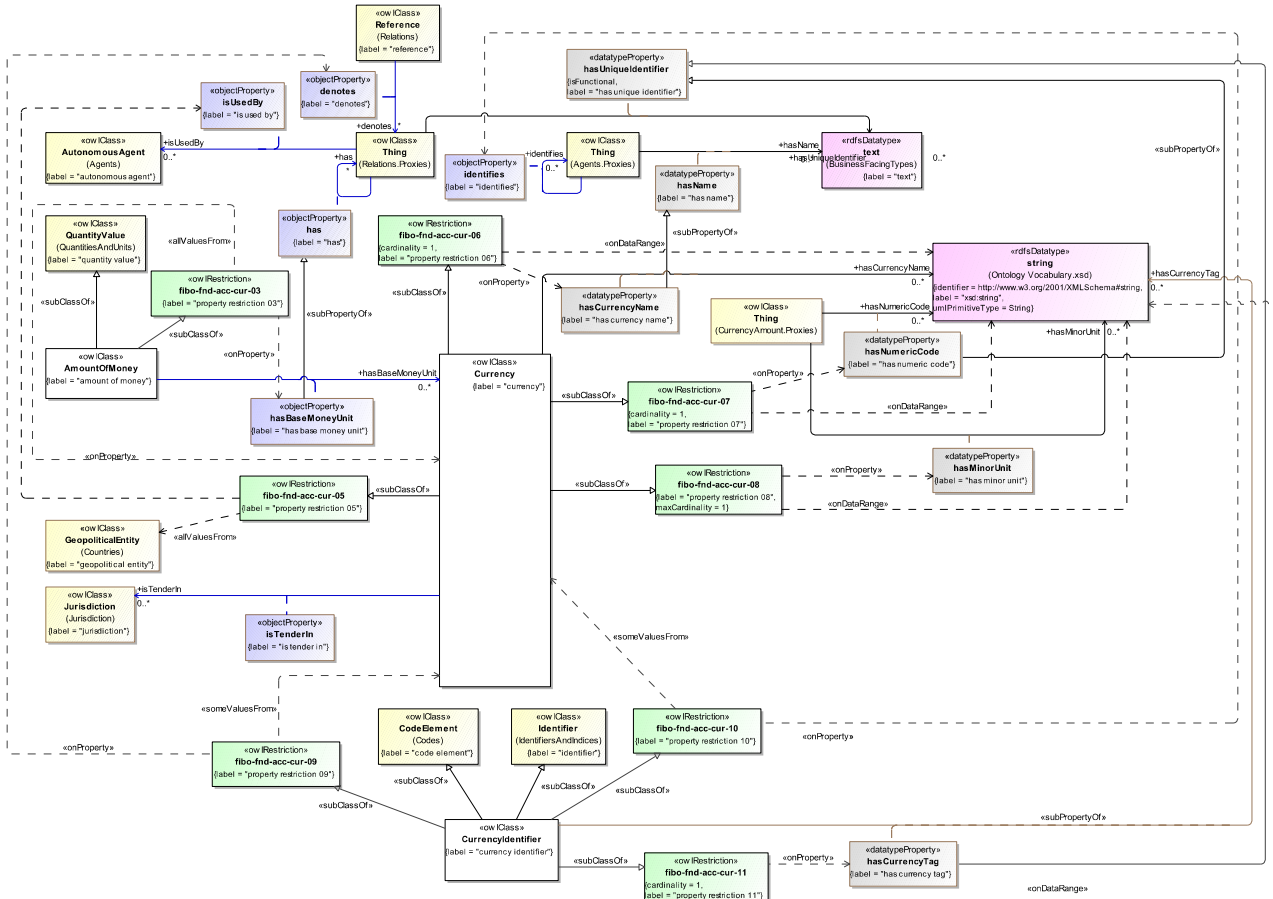 «owlClass»
Reference
(Relations)
{label = "reference"}
«objectProperty»
denotes
{label = "denotes"}
«objectProperty»
isUsedBy
{label = "is used by"}
«datatypeProperty»
hasUniqueIdentifier
{isFunctional,
label = "has unique identifier"}
+denotes
*
«owlClass»
AutonomousAgent
(Agents)
{label = "autonomous agent"}
+isUsedBy
0..*
«owlClass»
Thing
(Relations.Proxies)
+has
*
«objectProperty»
identifies
{label = "identifies"}
+identifies
0..*
«owlClass»
Thing
(Agents.Proxies)
+hasName
+hasUniqueIdentifier
«rdfsDatatype»
text
(BusinessFacingTypes)
{label = "text"}
0..*
«subPropertyOf»
«datatypeProperty»
hasName
{label = "has name"}
«owlClass»
QuantityValue
(QuantitiesAndUnits)
{label = "quantity value"}
«allValuesFrom»
«objectProperty»
has
{label = "has"}
«owlRestriction»
fibo-fnd-acc-cur-06
{cardinality = 1,
label = "property restriction 06"}
«onDataRange»
«subPropertyOf»
«rdfsDatatype»
string
(Ontology Vocabulary.xsd)
{identifier = http://www.w3.org/2001/XMLSchema#string,
label = "xsd:string",
umlPrimitiveType = String}
+hasCurrencyTag
0..*
+hasCurrencyName
0..*
«owlRestriction»
fibo-fnd-acc-cur-03
{label = "property restriction 03"}
«subClassOf»
«subClassOf»
«subPropertyOf»
«subClassOf»
«onProperty»
«datatypeProperty»
hasCurrencyName
{label = "has currency name"}
«owlClass»
Thing
(CurrencyAmount.Proxies)
+hasNumericCode
0..*
+hasMinorUnit
0..*
«datatypeProperty»
hasNumericCode
{label = "has numeric code"}
«owlClass»
AmountOfMoney
{label = "amount of money"}
«onProperty»
+hasBaseMoneyUnit
0..*
«owlClass»
Currency
{label = "currency"}
«subClassOf»
«owlRestriction»
fibo-fnd-acc-cur-07
{cardinality = 1,
label = "property restriction 07"}
«onProperty»
«onDataRange»
«objectProperty»
hasBaseMoneyUnit
{label = "has base money unit"}
«onProperty»
«datatypeProperty»
hasMinorUnit
{label = "has minor unit"}
«owlRestriction»
fibo-fnd-acc-cur-05
{label = "property restriction 05"}
«subClassOf»
«subClassOf»
«owlRestriction»
fibo-fnd-acc-cur-08
{label = "property restriction 08",
maxCardinality = 1}
«onProperty»
«onDataRange»
«owlClass»
GeopoliticalEntity
(Countries)
{label = "geopolitical entity"}
«allValuesFrom»
«owlClass»
Jurisdiction
(Jurisdiction)
{label = "jurisdiction"}
+isTenderIn
0..*
«objectProperty»
isTenderIn
{label = "is tender in"}
«someValuesFrom»
«someValuesFrom»
«owlClass»
CodeElement
(Codes)
{label = "code element"}
«owlClass»
Identifier
(IdentifiersAndIndices)
{label = "identifier"}
«owlRestriction»
fibo-fnd-acc-cur-10
{label = "property restriction 10"}
«onProperty»
«onProperty»
«owlRestriction»
fibo-fnd-acc-cur-09
{label = "property restriction 09"}
«subClassOf»
«subClassOf»
«subClassOf»
«owlClass»
CurrencyIdentifier
{label = "currency identifier"}
«subPropertyOf»
«subClassOf»
«owlRestriction»
fibo-fnd-acc-cur-11
{cardinality = 1,
label = "property restriction 11"}
«onProperty»
«datatypeProperty»
hasCurrencyTag
{label = "has currency tag"}
«onDataRange»